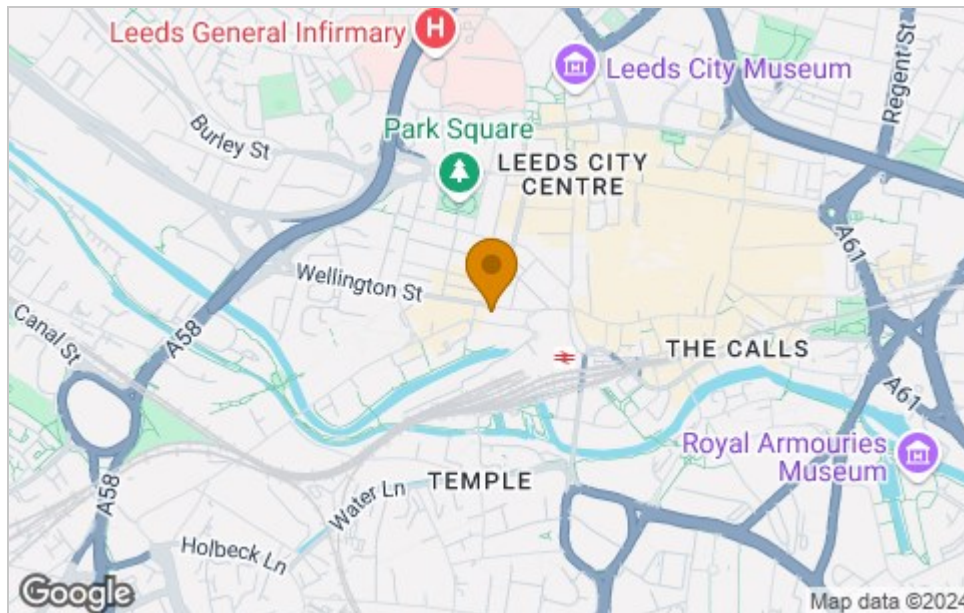 Leeds General Infirmary
H
Leeds City Museum
Regent St
Burley St
Park Square
LEEDS CITY
CENTRE
A61
Wellington St
Canal St
A58
THE CALLS
A61
Royal Armouries
Museum
TEMPLE
Water Ln
A58
Holbeck Ln
Google
Map data ©2024